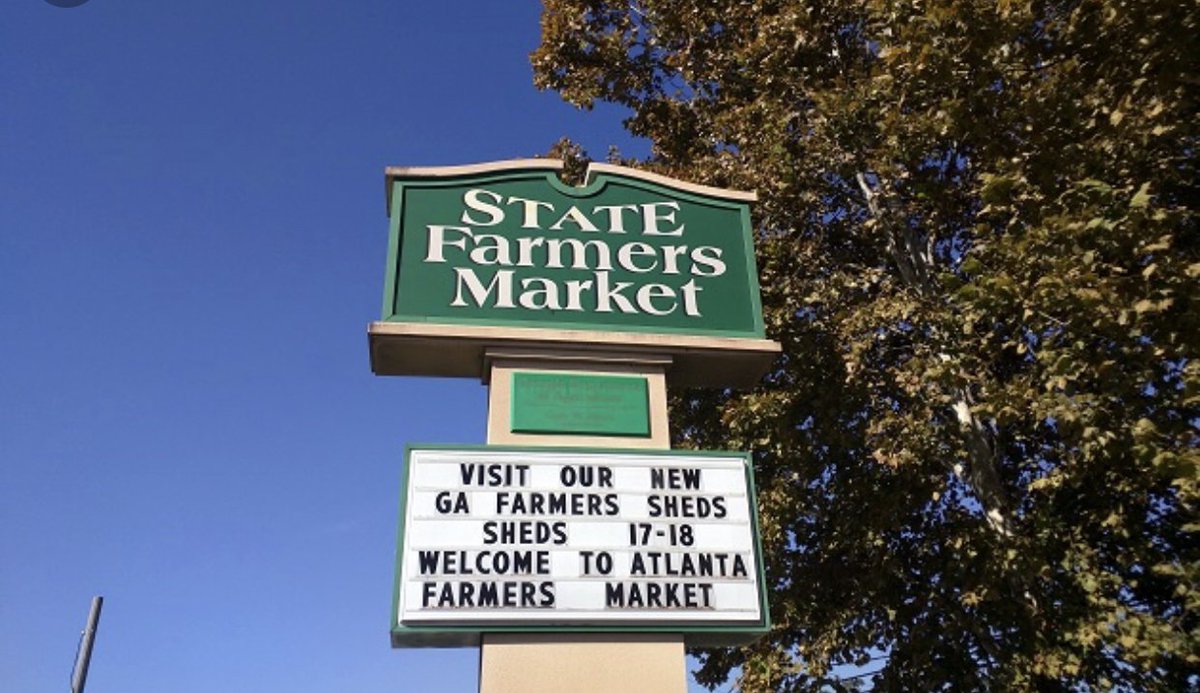 STATE
Farmers
Market
VISIT OUR NEW
GA FARMERS SHEDS
SHEDS 17-18
WELCOME TO ATLANTA
FARMERS MARKET